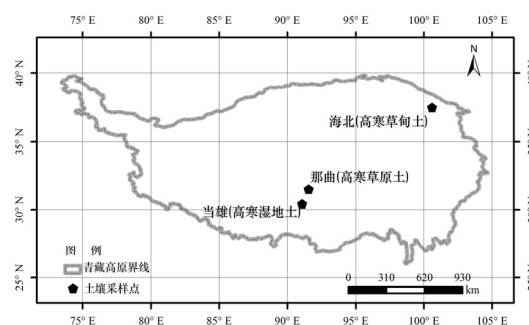 75° E 80° E 85° E 90° E 95° E 100° E 105° E
N
40° N
海北(高寒草甸土)
35° N
那曲(高寒草原土)
当雄(高寒湿地土)
30° N
图 例
青藏高原界线
土壤采样点
25° N
0 310 620 930
km
75° E 80° E 85° E 90° E 95° E 100° E 105° E